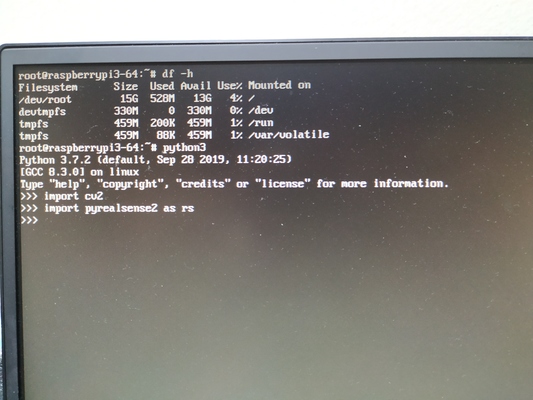 root@raspberrypi3-64:~# df -h
Filesystem      Size  Used Avail Use% Mounted on
/dev/root        15G  528M   13G   4% /
devtmpfs        330M     0  330M   0% /dev
tmpfs           459M  200K  459M   1% /run
tmpfs           459M   88K  459M   1% /var/volatile
root@raspberrypi3-64:~# python3
Python 3.7.2 (default, Sep 28 2019, 11:20:25)
[GCC 8.3.0] on linux
Type "help", "copyright", "credits" or "license" for more information.
>>> import cv2
>>> import pyrealsense2 as rs
>>>